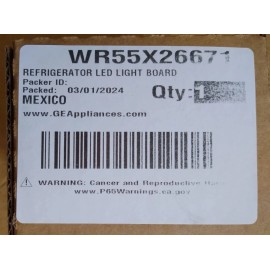 WR55X26671
REFRIGERATOR LED LIGHT BOARD
Packer ID:
Packed: 03/01/2024
Qty: 1
MEXICO
www.GEAppliances.com
WARNING: Cancer and Reproductive
www.P65Warnings.ca.gov